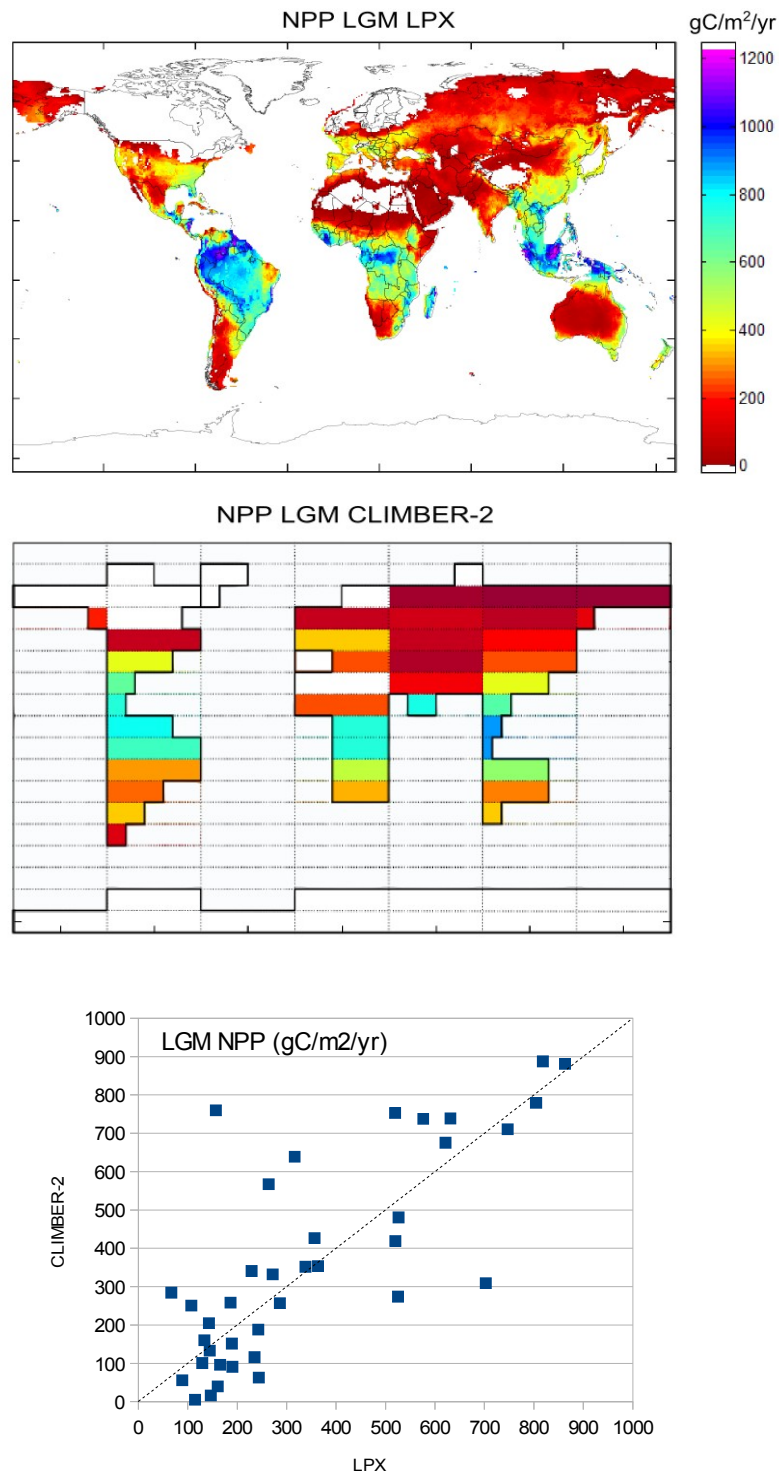 NPP LGM LPX
gC/m²/yr
1200
1000
800
600
400
200
0
NPP LGM CLIMBER-2
LGM NPP (gC/m2/yr)
1000
900
800
700
600
500
400
300
200
100
0
CLIMBER-2
0 100 200 300 400 500 600 700 800 900 1000
LPX